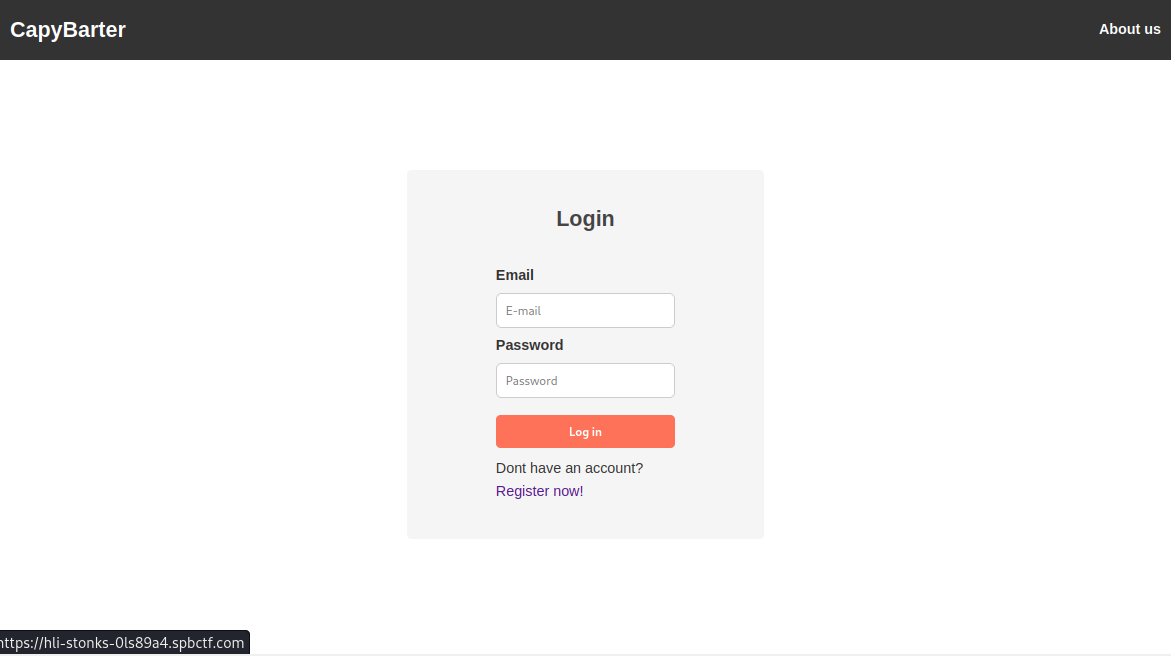 CapyBarter
About us
Login
Email
E-mail
Password
Password
Log in
Dont have an account?
Register now!
https://hli-stonks-0ls89a4.spbctf.com